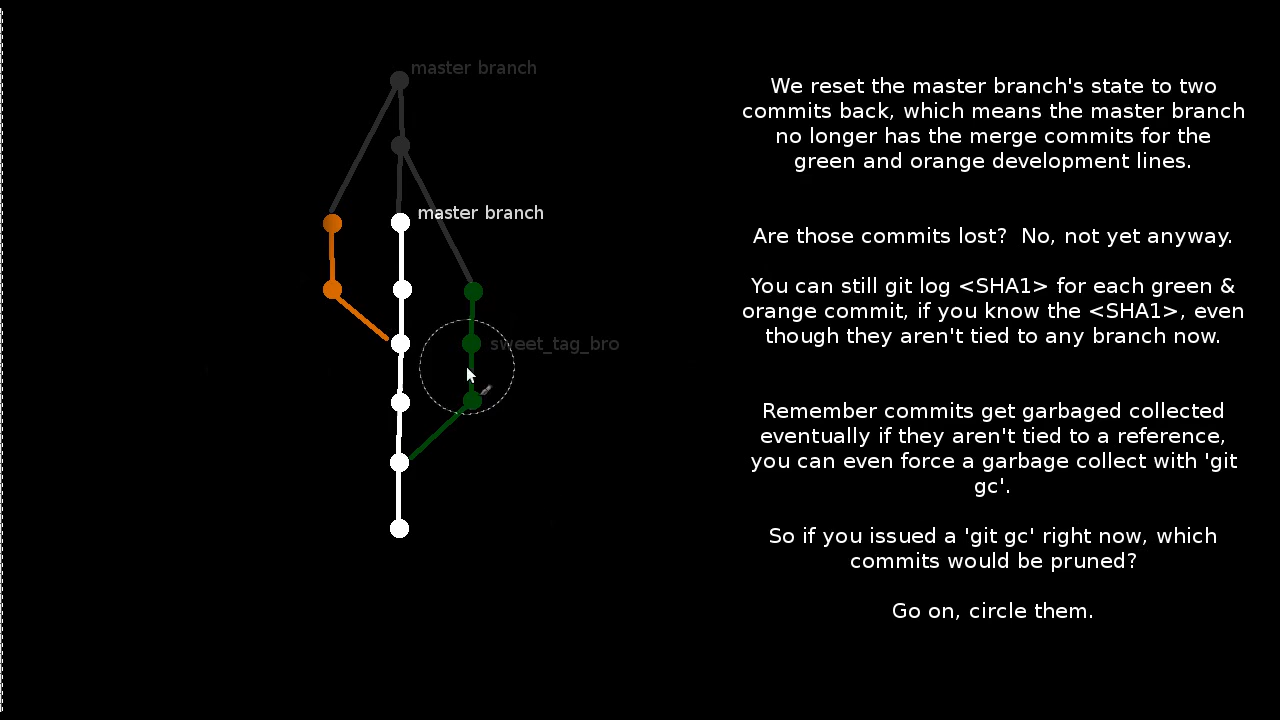 master branch
master branch
sweet_tag_bro
We reset the master branch's state to two
commits back, which means the master branch
no longer has the merge commits for the
green and orange development lines.
Are those commits lost?  No, not yet anyway.
You can still git log <SHA1> for each green &
orange commit, if you know the <SHA1>, even
though they aren't tied to any branch now.
Remember commits get garbaged collected
eventually if they aren't tied to a reference,
you can even force a garbage collect with 'git
gc'.
So if you issued a 'git gc' right now, which
commits would be pruned?
Go on, circle them.